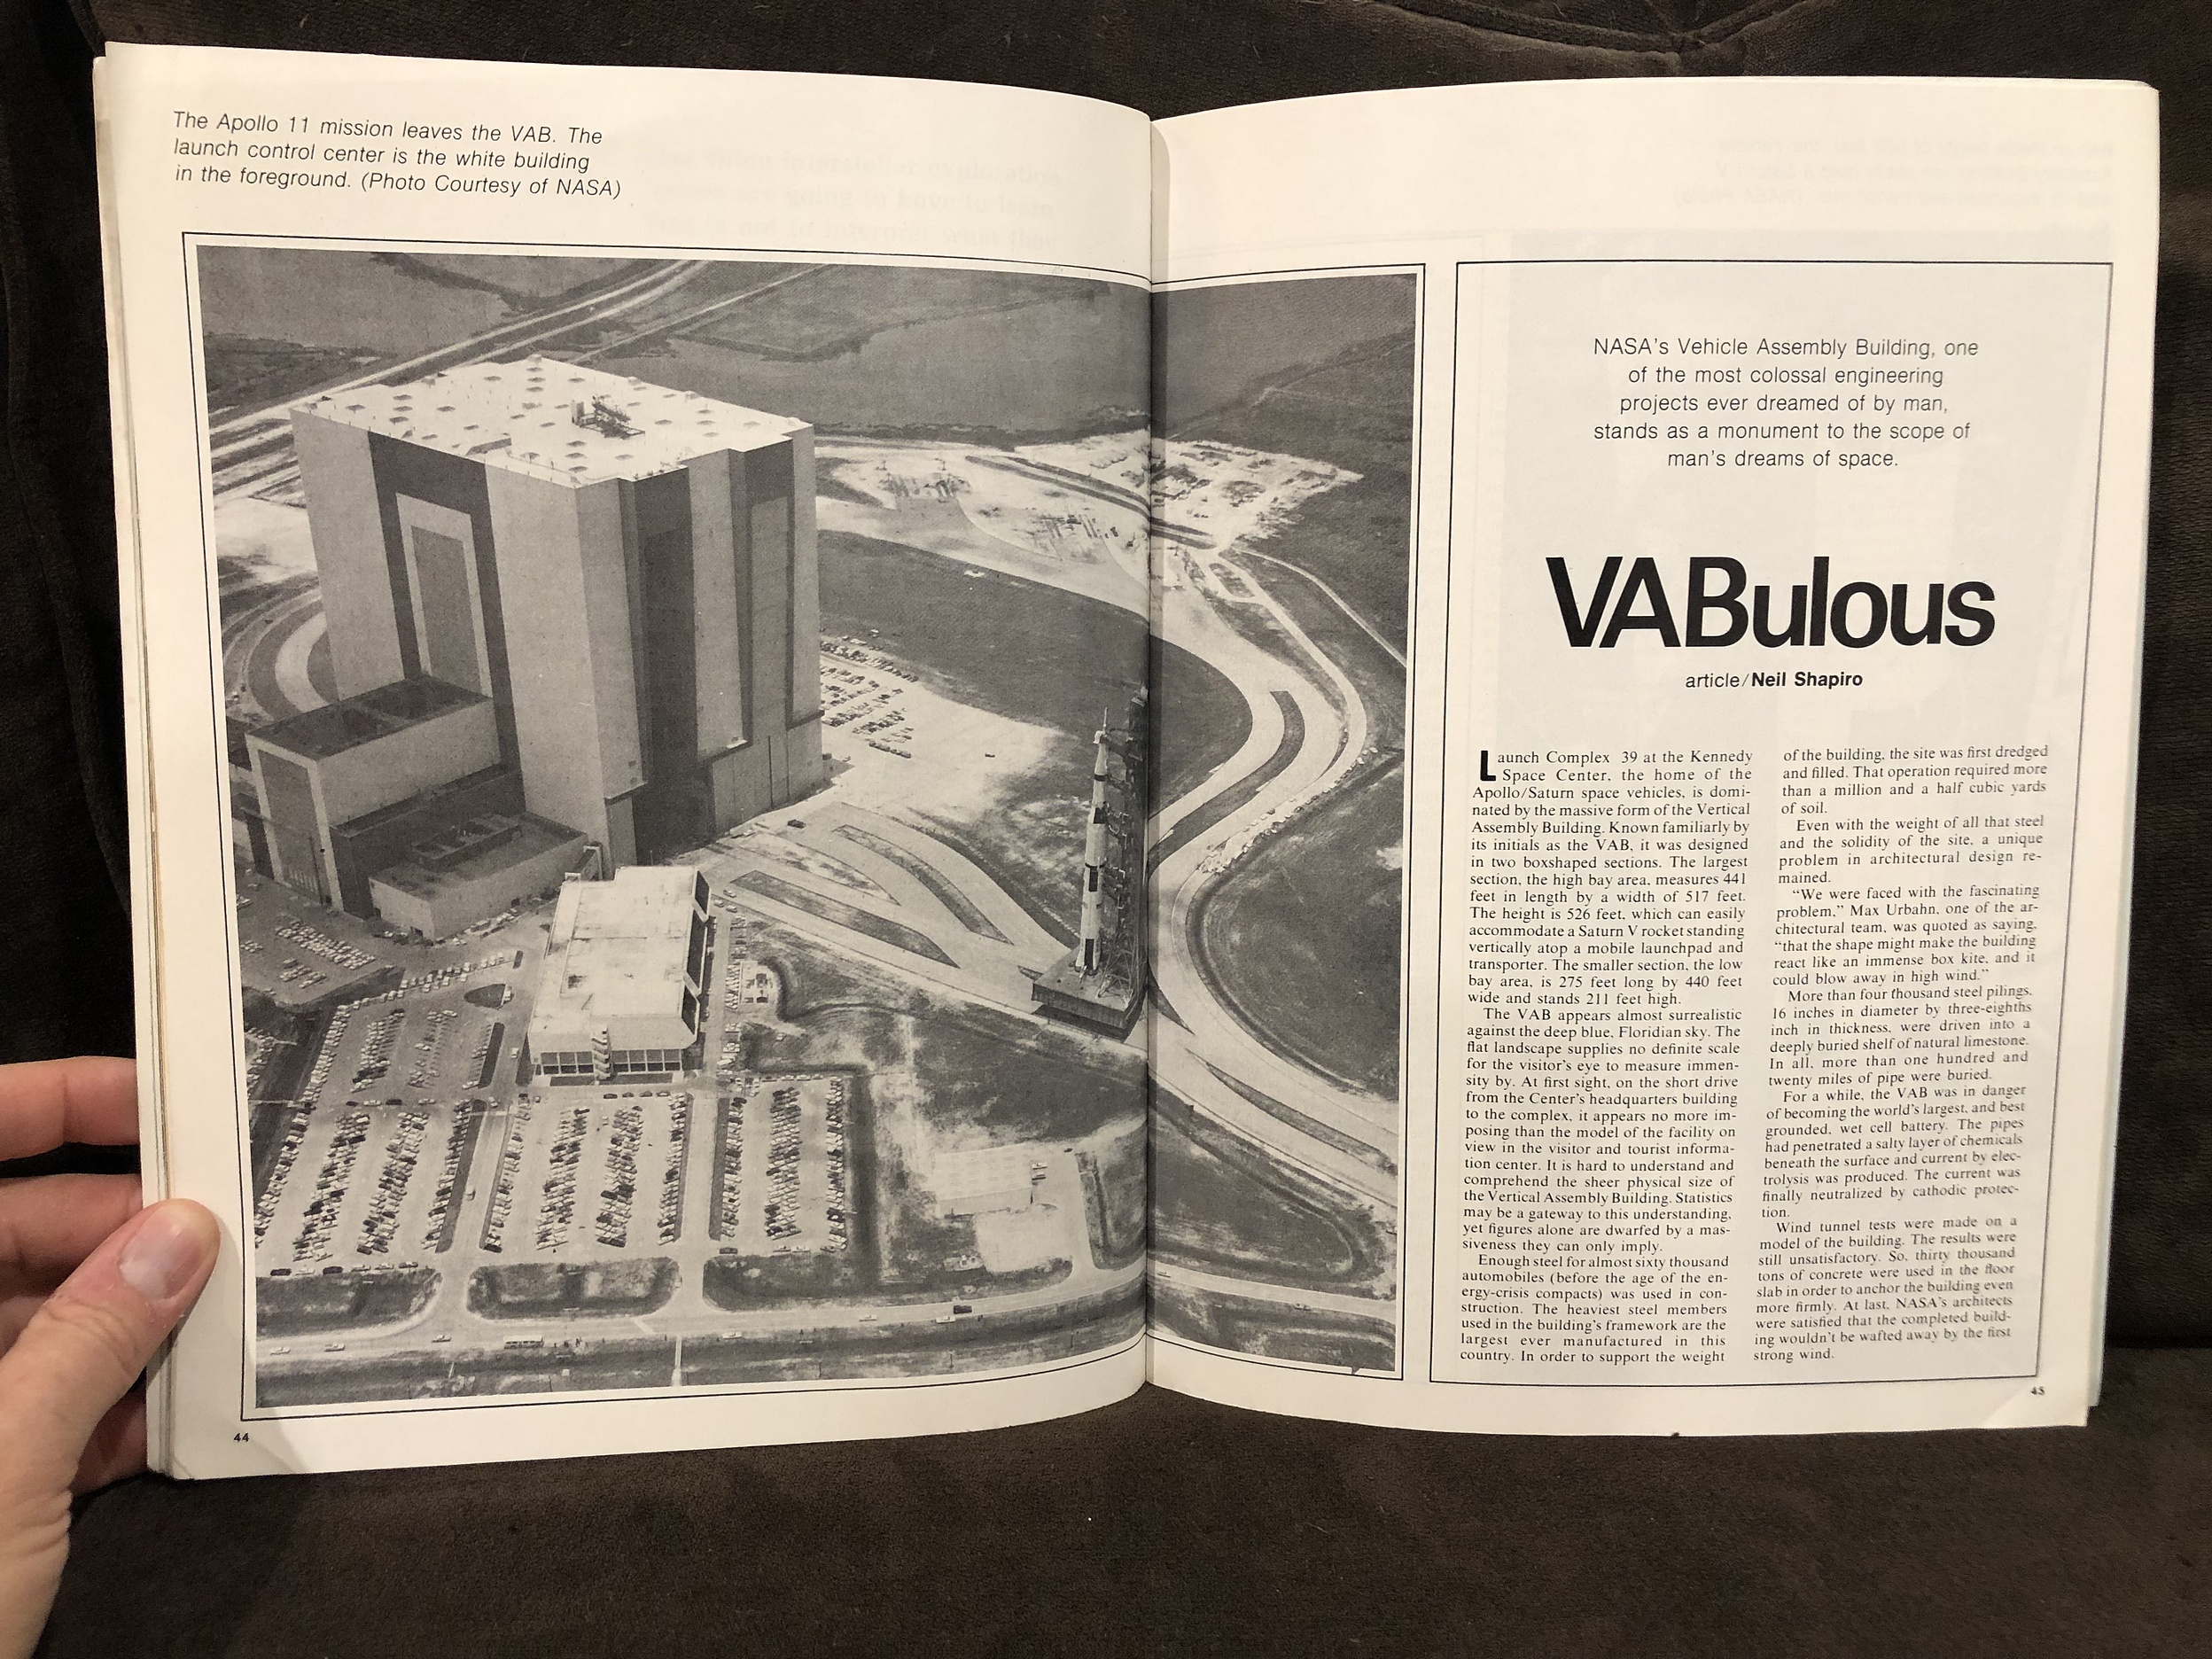 The Apollo 11 mission leaves the VAB. The
launch control center is the white building
in the foreground. (Photo Courtesy of NASA)
44
NASA's Vehicle Assembly Building, one
of the most colossal engineering
projects ever dreamed of by man,
stands as a monument to the scope of
man's dreams of space.
VABulous
article/Neil Shapiro
Launch Complex 39 at the Kennedy
Space Center, the home of the
Apollo/Saturn space vehicles, is domi-
nated by the massive form of the Vertical
Assembly Building. Known familiarly by
its initials as the VAB, it was designed
in two boxshaped sections. The largest
section, the high bay area, measures 441
feet in length by a width of 517 feet.
The height is 526 feet, which can easily
accommodate a Saturn V rocket standing
vertically atop a mobile launchpad and
transporter. The smaller section, the low
bay area, is 275 feet long by 440 feet
wide and stands 211 feet high.
The VAB appears almost surrealistic
against the deep blue, Floridian sky. The
flat landscape supplies no definite scale
for the visitor's eye to measure immen-
sity by. At first sight, on the short drive
from the Center's headquarters building
to the complex, it appears no more im-
posing than the model of the facility on
view in the visitor and tourist informa-
tion center. It is hard to understand and
comprehend the sheer physical size of
the Vertical Assembly Building. Statistics
may be a gateway to this understanding,
yet figures alone are dwarfed by a mas-
siveness they can only imply.
Enough steel for almost sixty thousand
automobiles (before the age of the en-
ergy-crisis compacts) was used in con-
struction. The heaviest steel members
used in the building's framework are the
largest ever manufactured in this
country. In order to support the weight
of the building, the site was first dredged
and filled. That operation required more
than a million and a half cubic yards
of soil.
Even with the weight of all that steel
and the solidity of the site, a unique
problem in architectural design re-
mained.
"We were faced with the fascinating
problem," Max Urbahn, one of the ar-
chitectural team, was quoted as saying,
"that the shape might make the building
react like an immense box kite, and it
could blow away in high wind."
More than four thousand steel pilings,
16 inches in diameter by three-eighths
inch in thickness, were driven into a
deeply buried shelf of natural limestone.
In all, more than one hundred and
twenty miles of pipe were buried.
For a while, the VAB was in danger
of becoming the world's largest, and best
grounded, wet cell battery. The pipes
had penetrated a salty layer of chemicals
beneath the surface and current by elec-
trolysis was produced. The current was
finally neutralized by cathodic protec-
tion.
Wind tunnel tests were made on a
model of the building. The results were
still unsatisfactory. So, thirty thousand
tons of concrete were used in the floor
slab in order to anchor the building even
more firmly. At last, NASA's architects
were satisfied that the completed build-
ing wouldn't be wafted away by the first
strong wind.
45